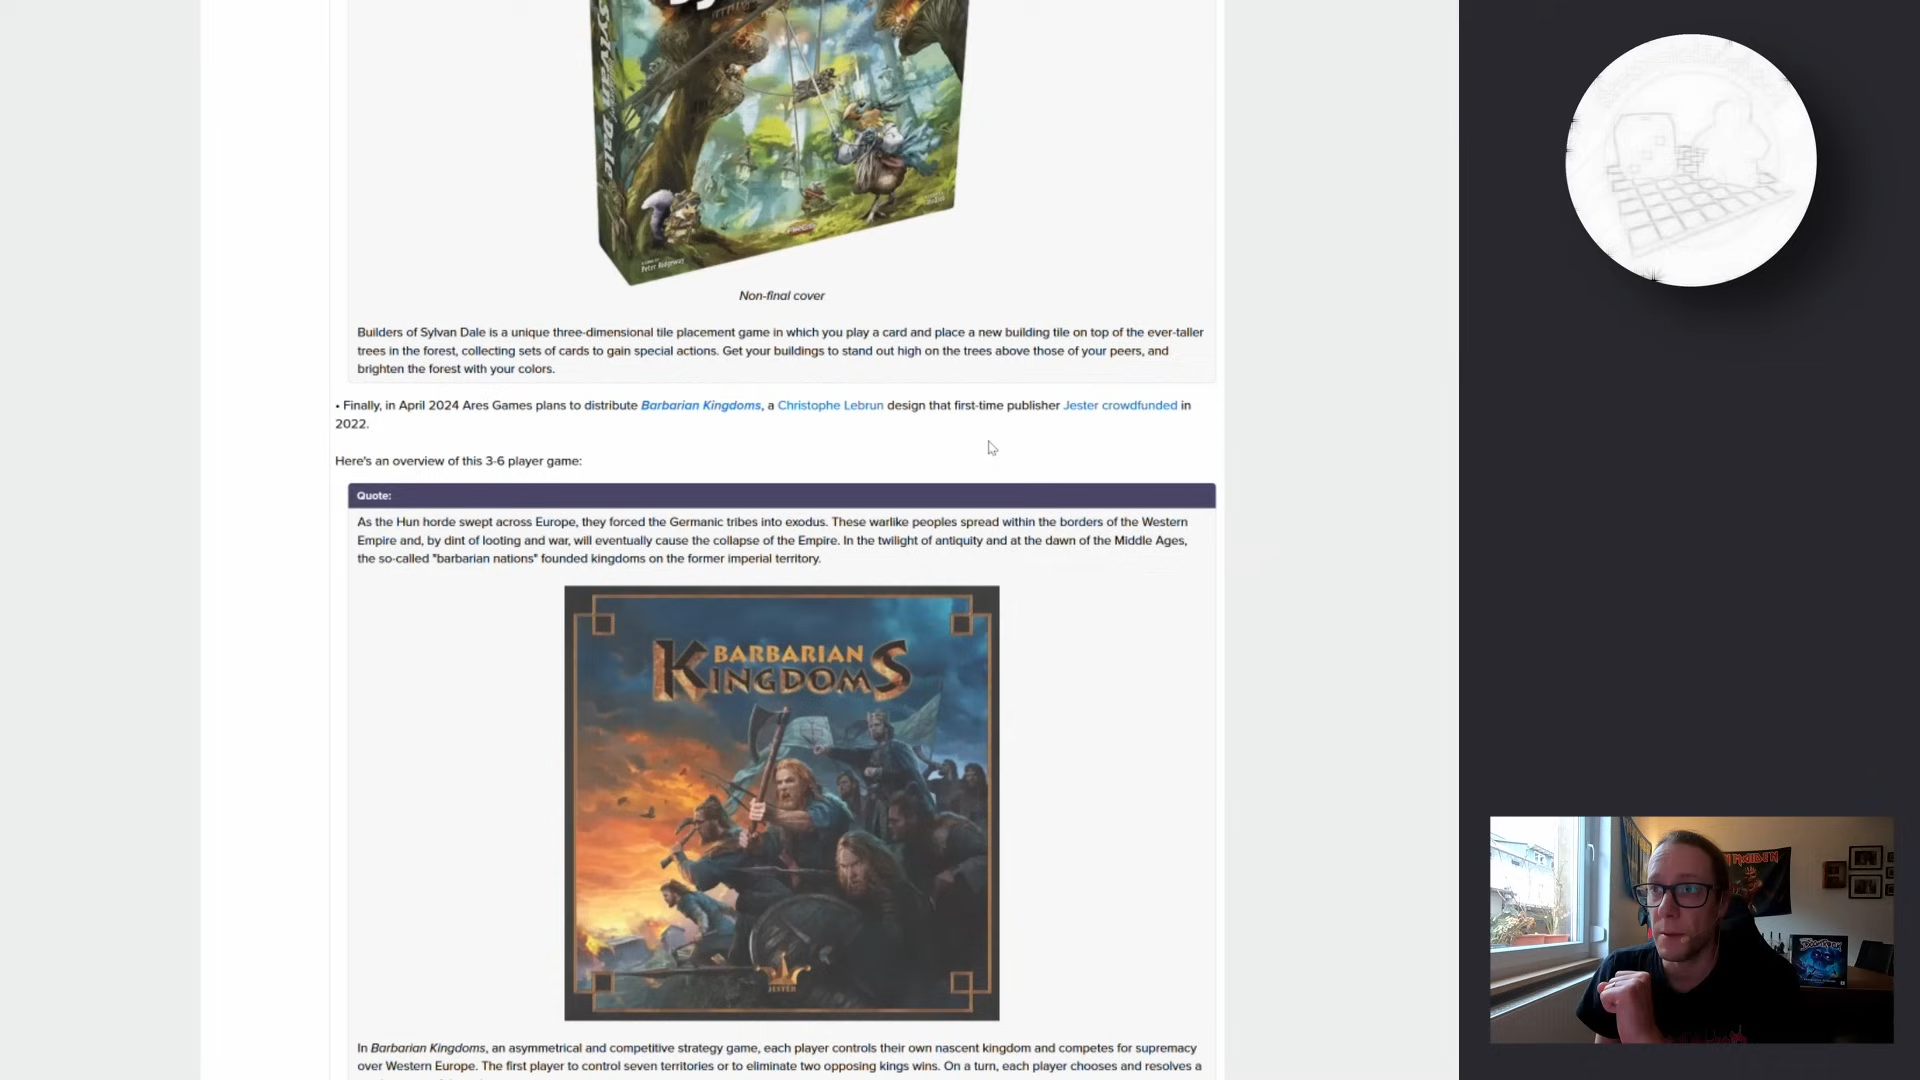 SYLVAN DALE
A GAME BY
Peter Ridgeway
Non-final cover
Builders of Sylvan Dale is a unique three-dimensional tile placement game in which you play a card and place a new building tile on top of the ever-taller
trees in the forest, collecting sets of cards to gain special actions. Get your buildings to stand out high on the trees above those of your peers, and
brighten the forest with your colors.
• Finally, in April 2024 Ares Games plans to distribute Barbarian Kingdoms, a Christophe Lebrun design that first-time publisher Jester crowdfunded in
2022.
Here's an overview of this 3-6 player game:
Quote:
As the Hun horde swept across Europe, they forced the Germanic tribes into exodus. These warlike peoples spread within the borders of the Western
Empire and, by dint of looting and war, will eventually cause the collapse of the Empire. In the twilight of antiquity and at the dawn of the Middle Ages,
the so-called "barbarian nations" founded kingdoms on the former imperial territory.
BARBARIAN
KINGDOMS
JESTER
In Barbarian Kingdoms, an asymmetrical and competitive strategy game, each player controls their own nascent kingdom and competes for supremacy
over Western Europe. The first player to control seven territories or to eliminate two opposing kings wins. On a turn, each player chooses and resolves a
MAIDEN